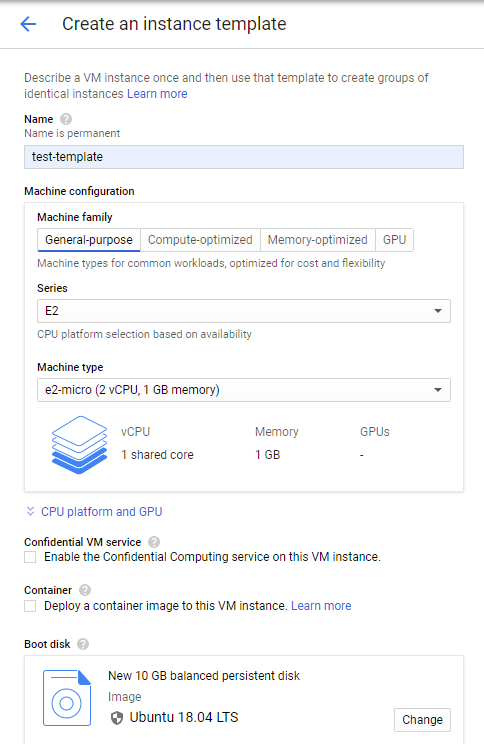 Create an instance template
Describe a VM instance once and then use that template to create groups of
identical instances Learn more
Name ?
Name is permanent
test-template
Machine configuration
Machine family
General-purpose Compute-optimized Memory-optimized GPU
Machine types for common workloads, optimized for cost and flexibility
Series
E2
CPU platform selection based on availability
Machine type
e2-micro (2 vCPU, 1 GB memory)
vCPU Memory GPUs
1 shared core 1 GB -
CPU platform and GPU
Confidential VM service ?
Enable the Confidential Computing service on this VM instance.
Container ?
Deploy a container image to this VM instance. Learn more
Boot disk ?
New 10 GB balanced persistent disk
Image
Ubuntu 18.04 LTS
Change